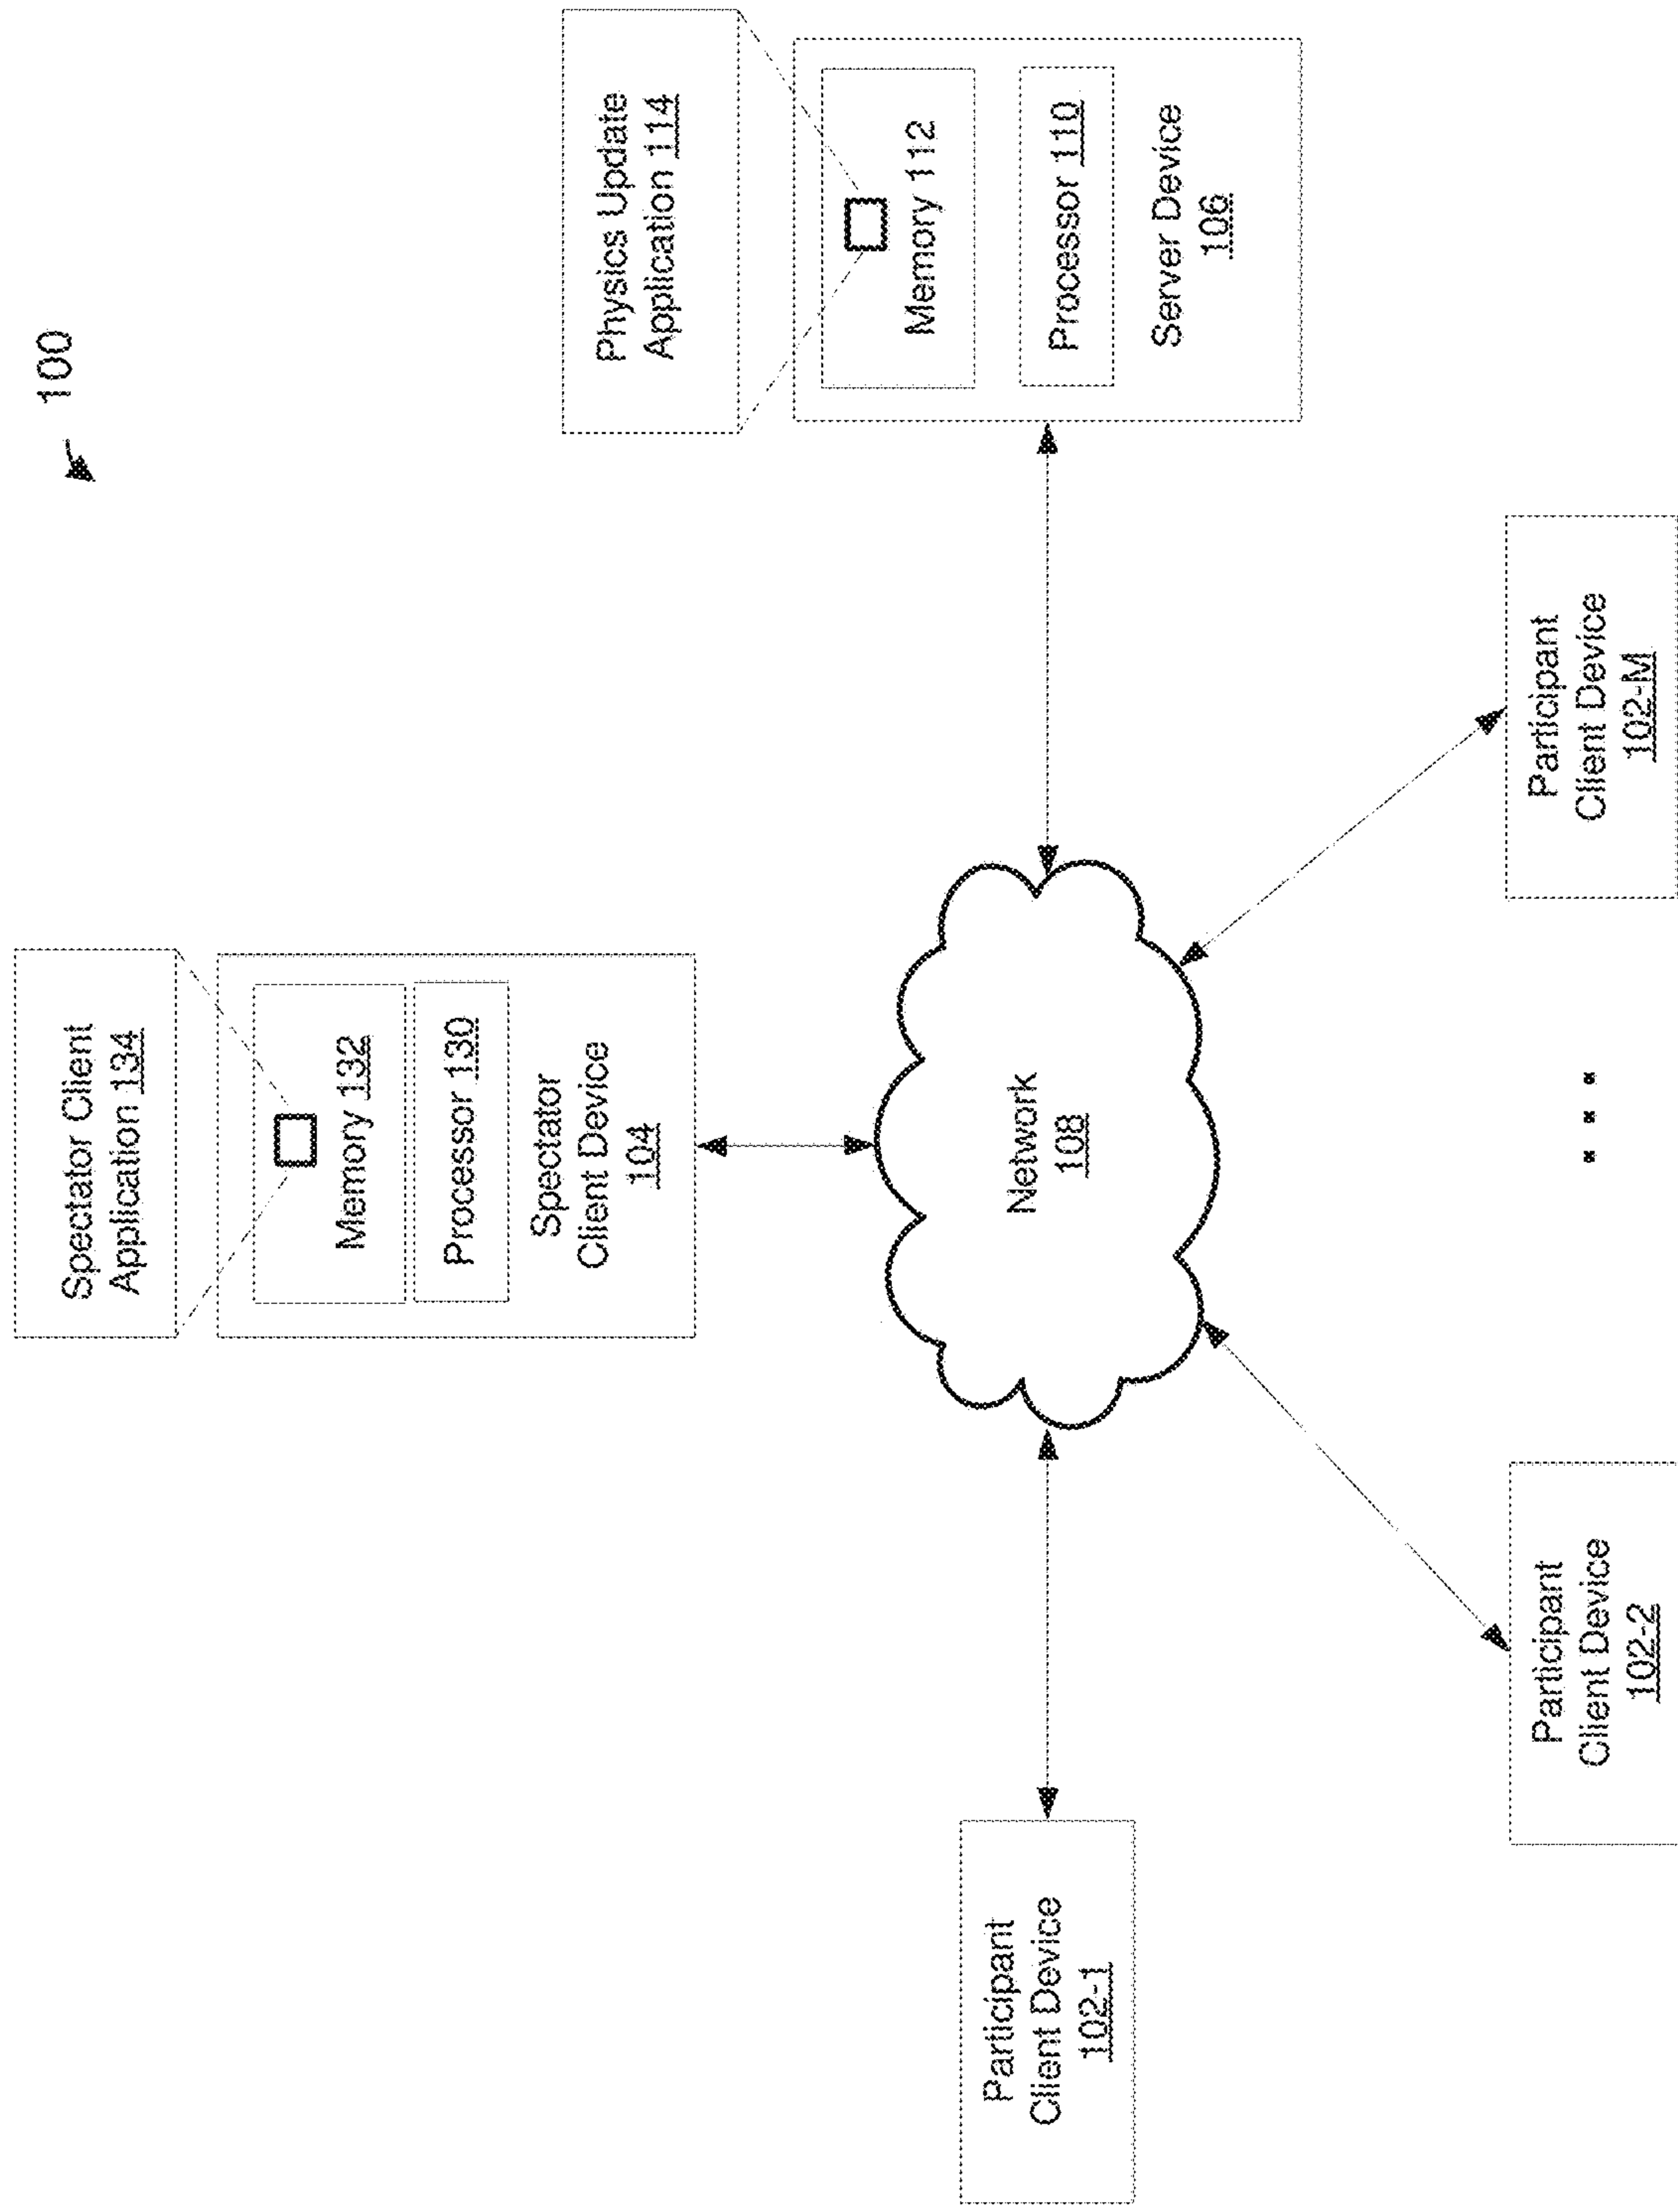 100
Spectator Client
Application 134
Memory 132
Processor 130
Spectator
Client Device
104
Physics Update
Application 114
Memory 112
Processor 110
Server Device
106
Network
108
Participant
Client Device
102-1
Participant
Client Device
102-2
Participant
Client Device
102-M